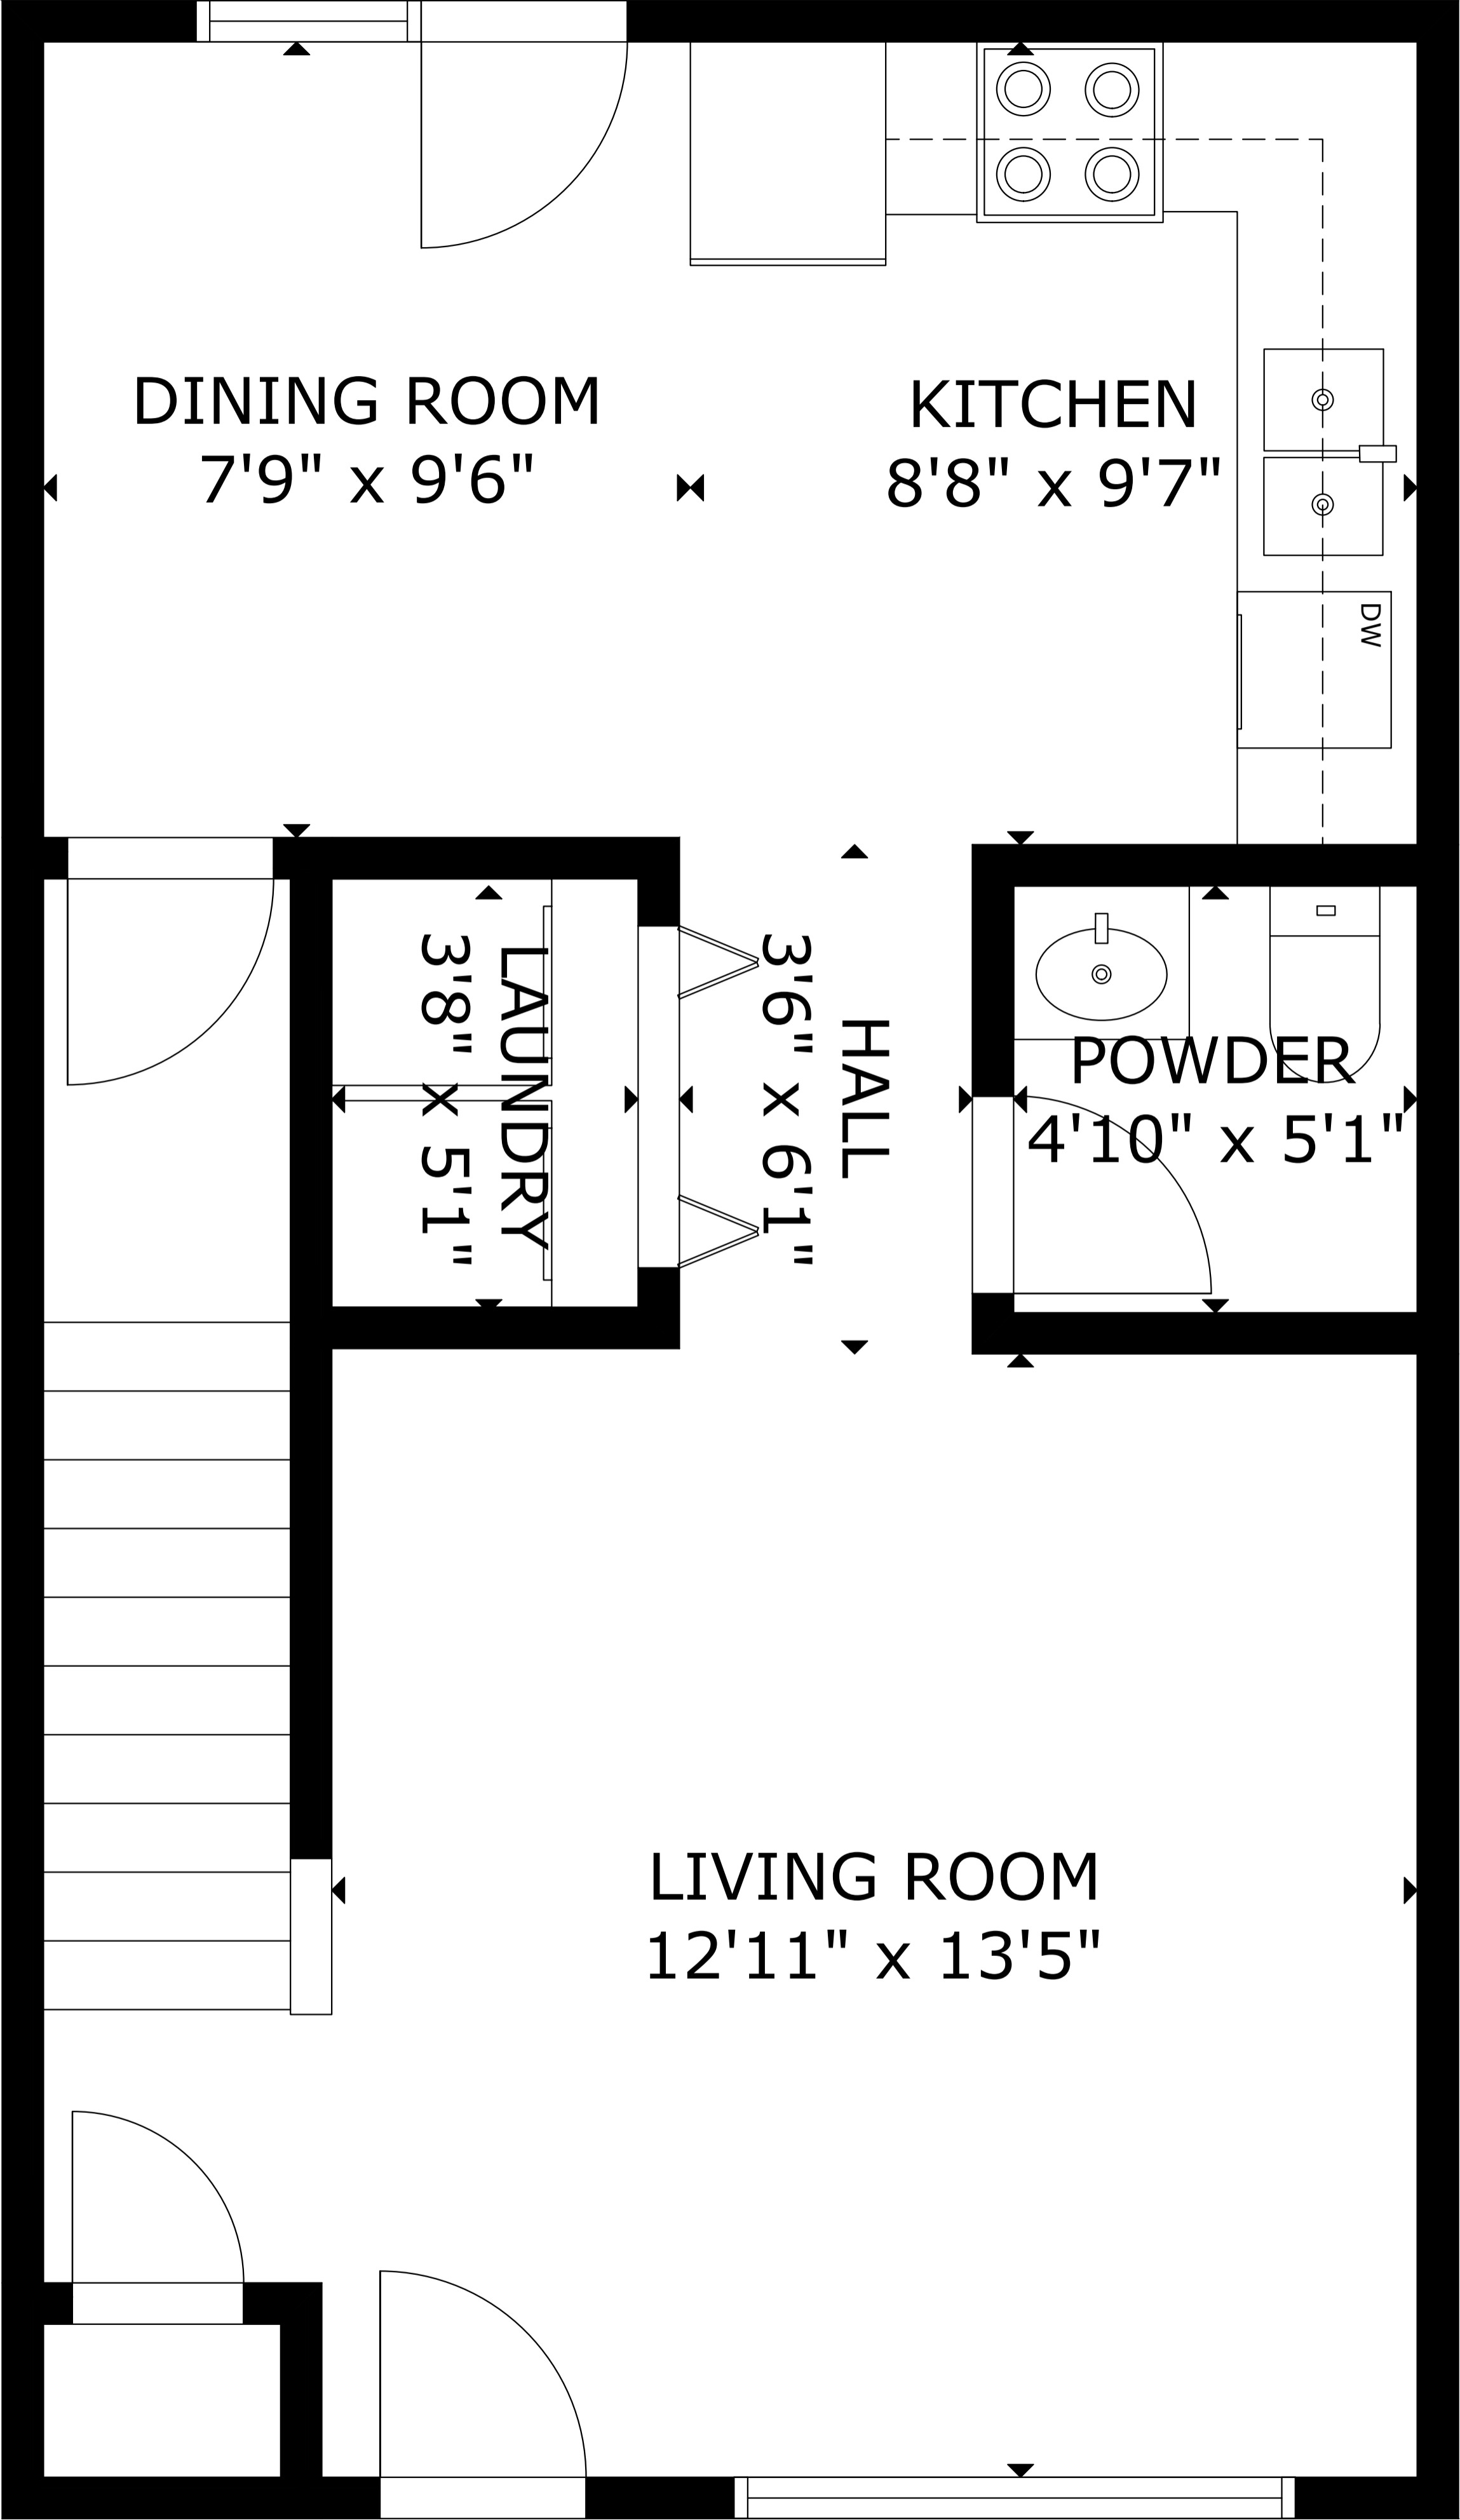 DINING ROOM
7'9" x 9'6"
KITCHEN
8'8" x 9'7"
DW
LAUNDRY
3'8" x 5'1"
HALL
3'6" x 6'1"
POWDER
4'10" x 5'1"
LIVING ROOM
12'11" x 13'5"